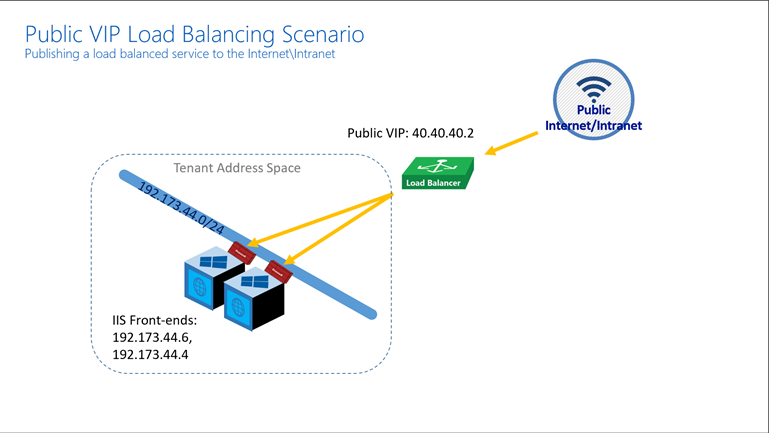 Public VIP Load Balancing Scenario
Publishing a load balanced service to the Internet\Intranet
Public
Internet/Intranet
Public VIP: 40.40.40.2
Load Balancer
Tenant Address Space
192.173.44.0/24
IIS Front-ends:
192.173.44.6,
192.173.44.4